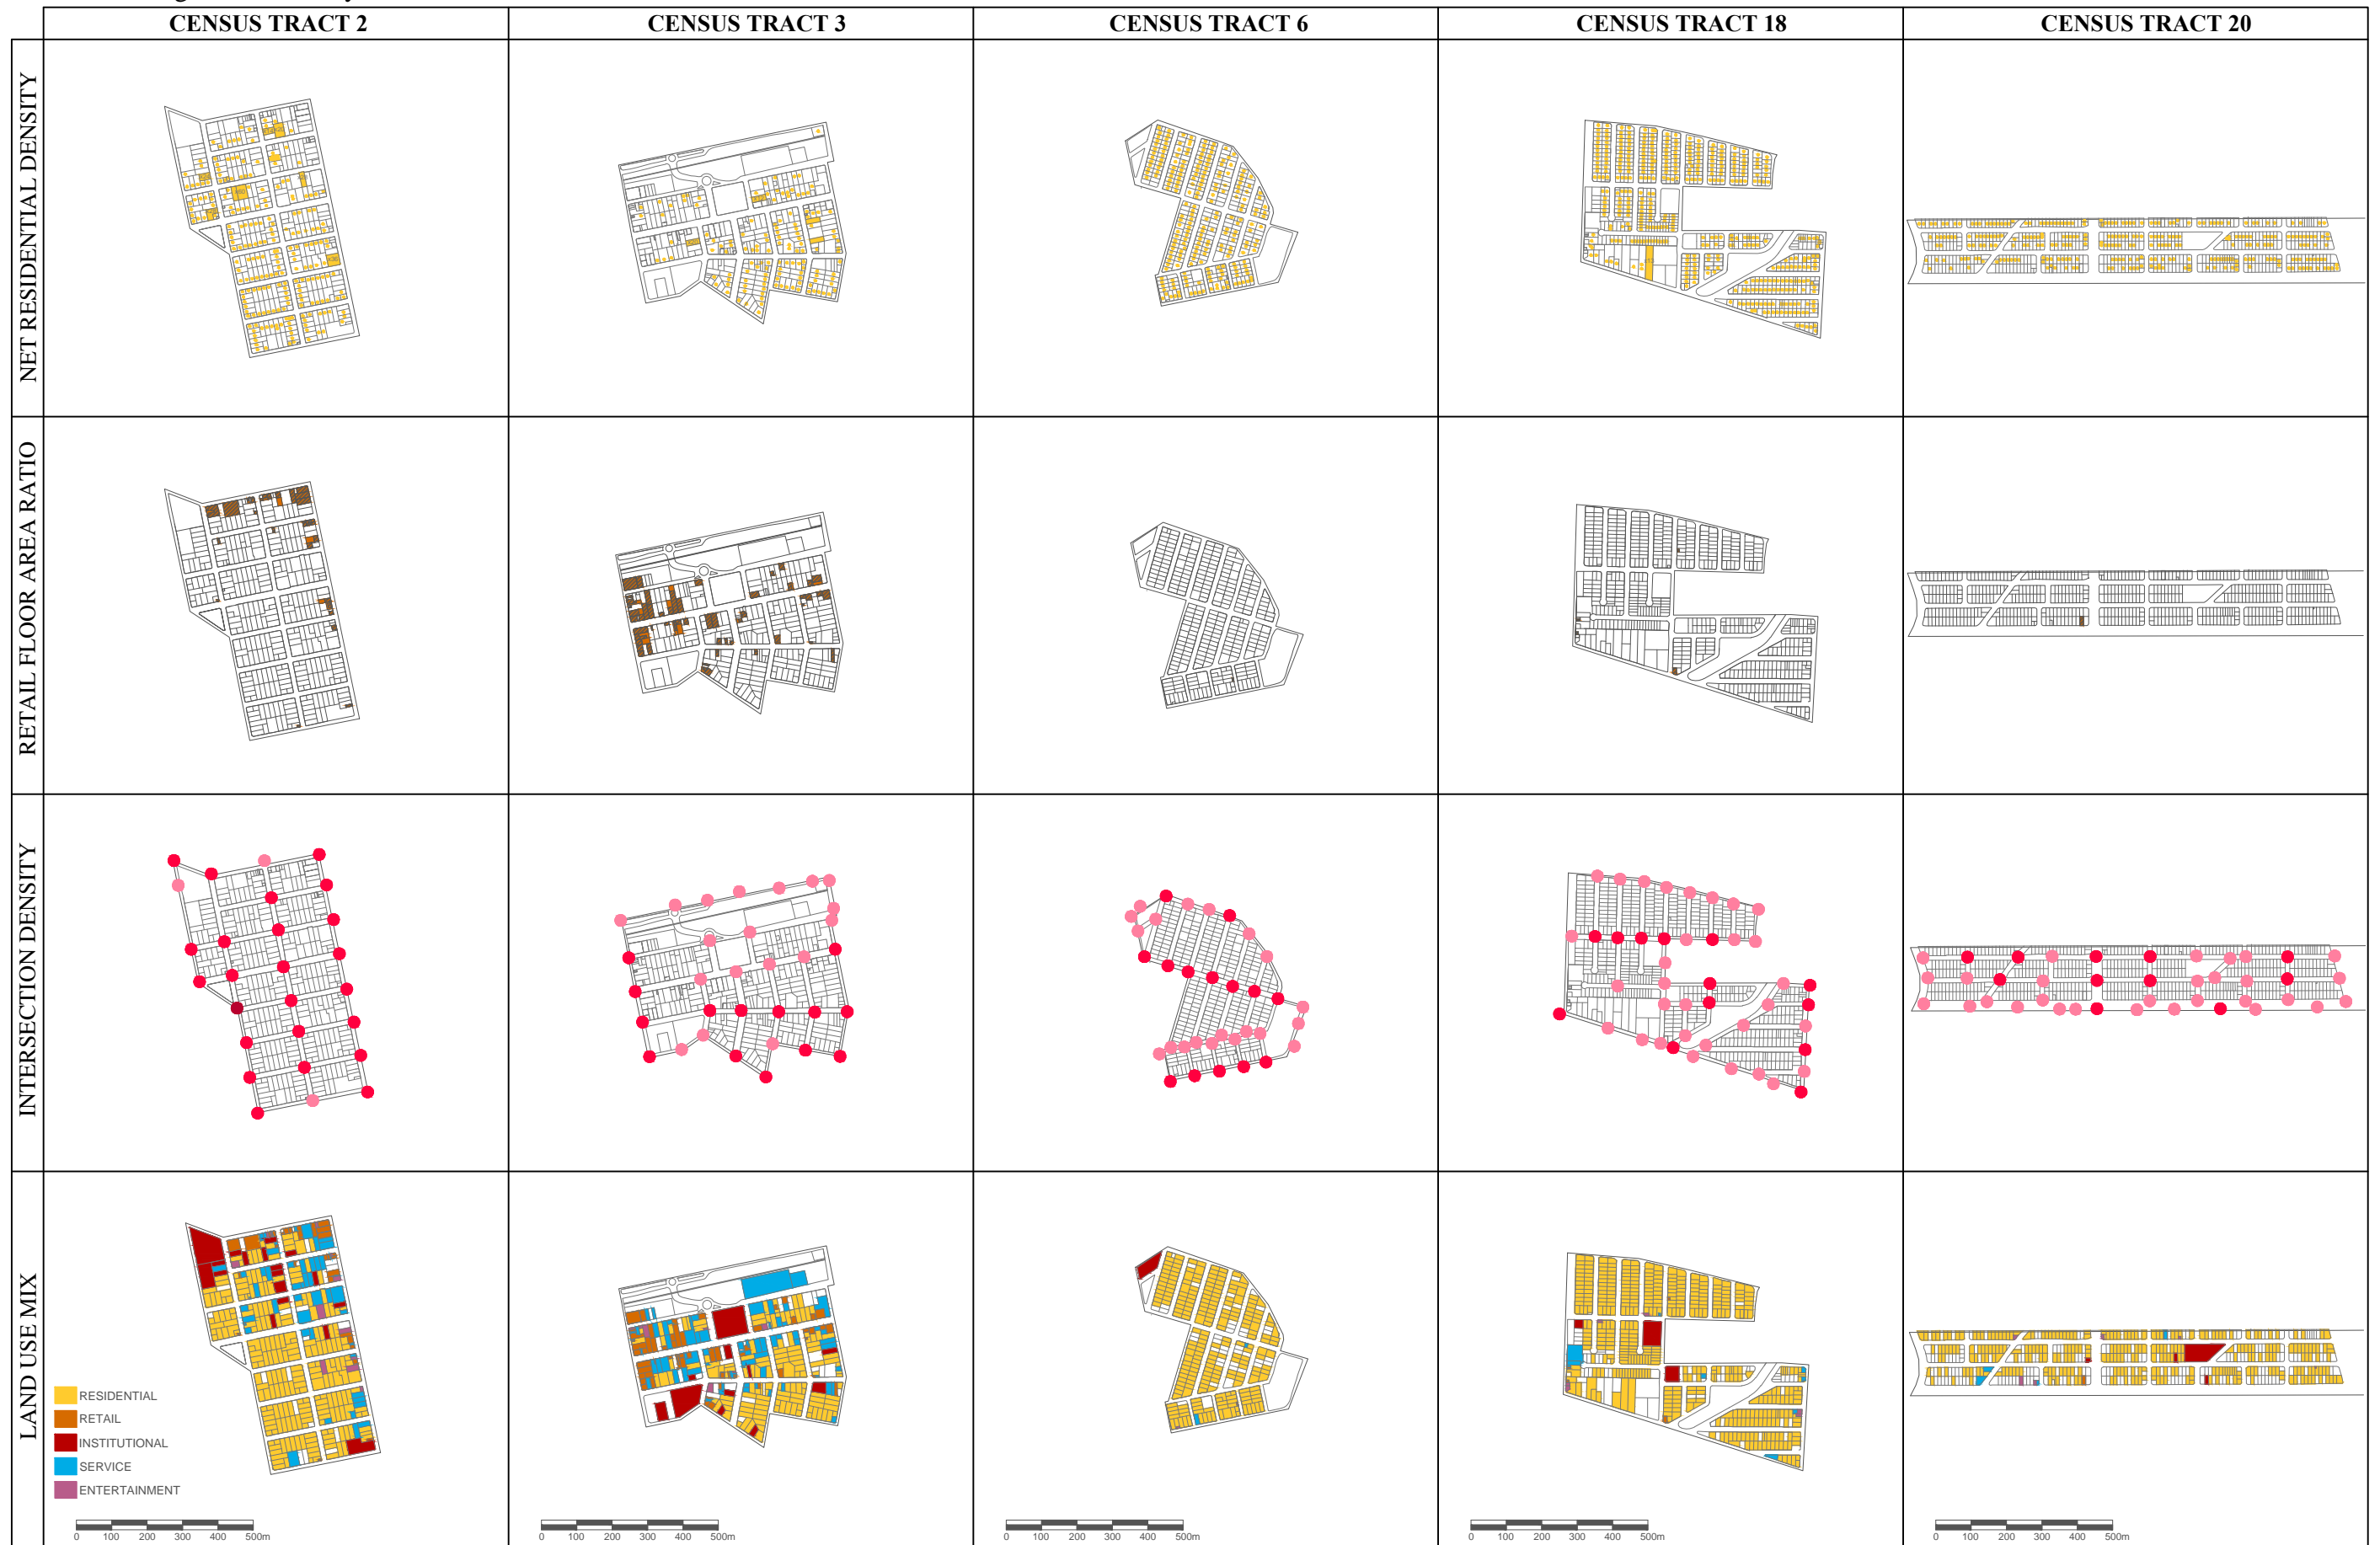 CENSUS TRACT 2 CENSUS TRACT 3 CENSUS TRACT 6 CENSUS TRACT 18 CENSUS TRACT 20
NET RESIDENTIAL DENSITY
RETAIL FLOOR AREA RATIO
INTERSECTION DENSITY
LAND USE MIX
RESIDENTIAL
RETAIL
INSTITUTIONAL
SERVICE
ENTERTAINMENT
0 100 200 300 400 500m
0 100 200 300 400 500m
0 100 200 300 400 500m
0 100 200 300 400 500m
0 100 200 300 400 500m